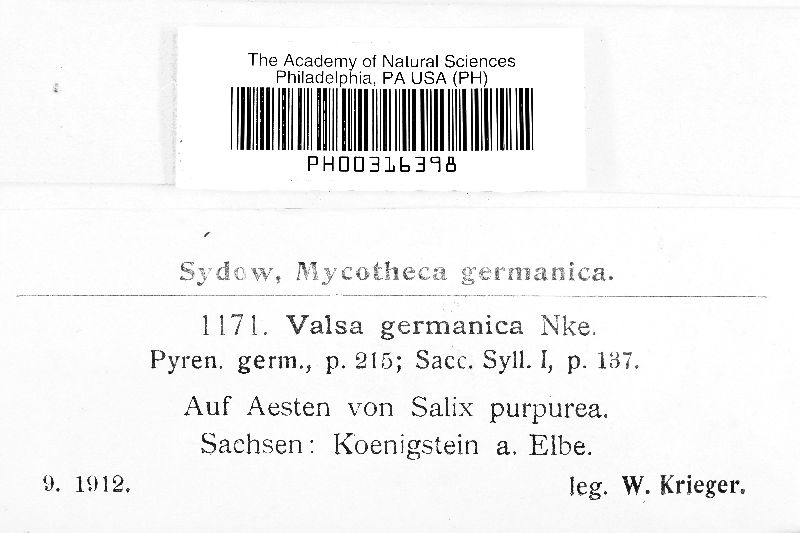 The Academy of Natural Sciences
Philadelphia, PA USA (PH)
PH00316398
Sydow, Mycotheca germanica.
1171. Valsa germanica Nke.
Pyren. germ., p. 215; Sacc. Syll. I, p. 137.
Auf Aesten von Salix purpurea.
Sachsen: Koenigstein a. Elbe.
9. 1912. leg. W. Krieger.